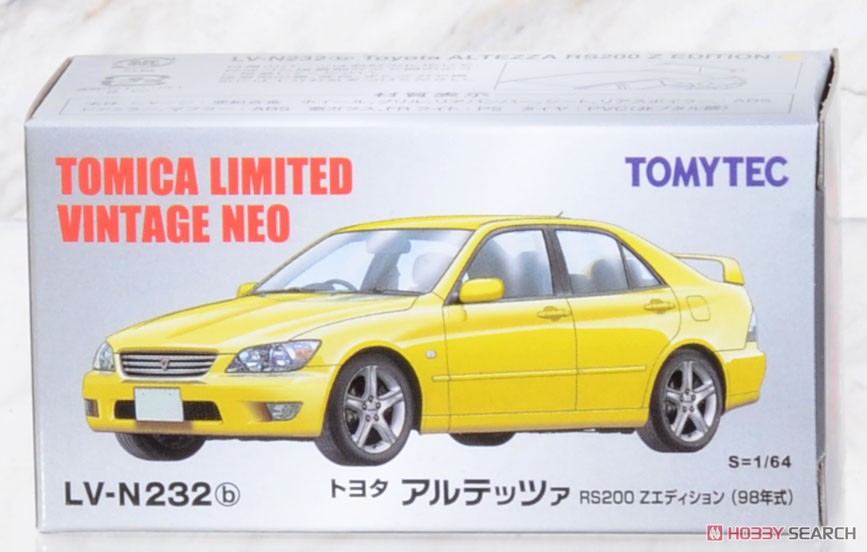 LV-N232-b Toyota ALTEZZA RS200 Z EDITION
材質表示
TOMICA LIMITED
VINTAGE NEO
TOMYTEC
S=1/64
LV-N232ⓑ
トヨタ アルテッツァ RS200 Zエディション (98年式)
HOBBY SEARCH